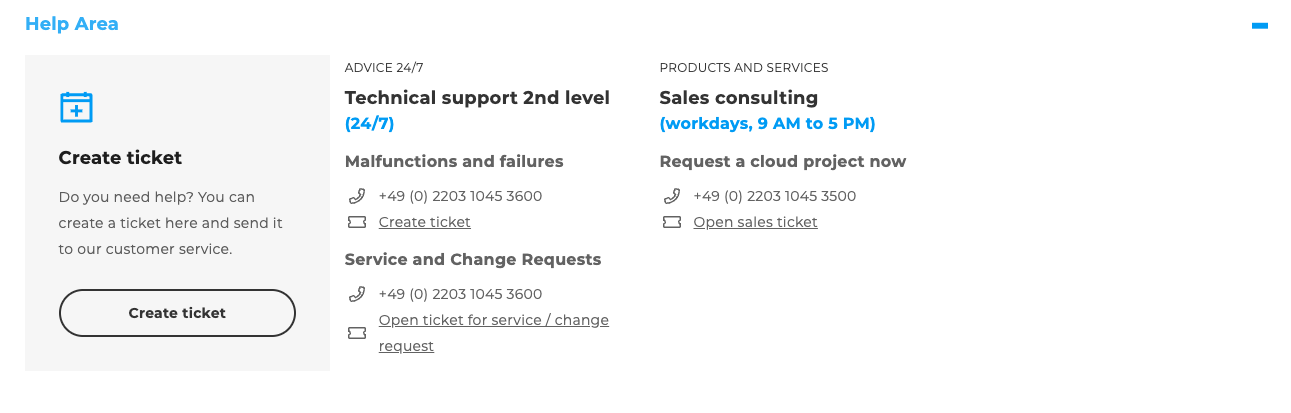 Help Area
Create ticket
Do you need help? You can
create a ticket here and send it
to our customer service.
Create ticket
ADVICE 24/7
Technical support 2nd level
(24/7)
Malfunctions and failures
+49 (0) 2203 1045 3600
Create ticket
Service and Change Requests
+49 (0) 2203 1045 3600
Open ticket for service / change
request
PRODUCTS AND SERVICES
Sales consulting
(workdays, 9 AM to 5 PM)
Request a cloud project now
+49 (0) 2203 1045 3500
Open sales ticket